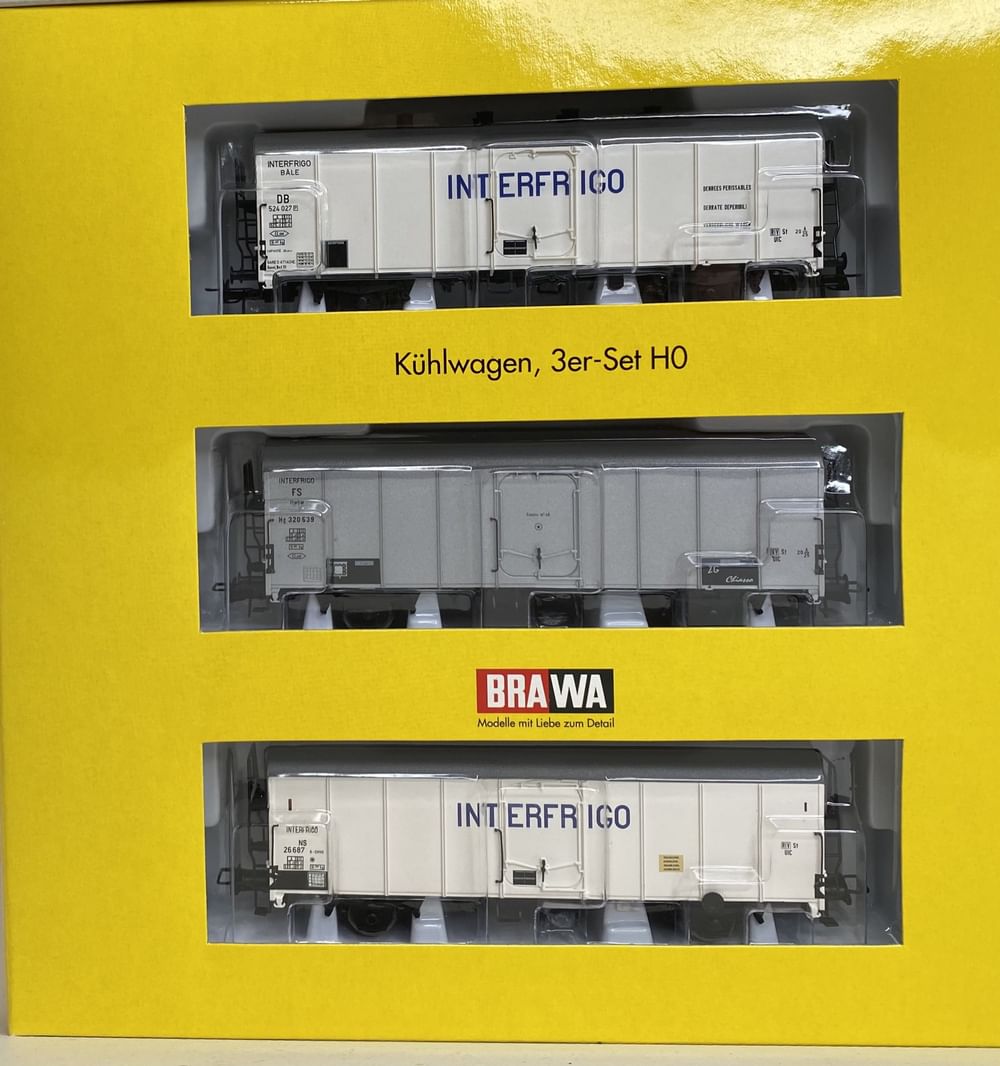 INTERFRIGO
BÂLE
DB
524 027
INTERFRIGO
DENREES PERISSABLES
DERRATE DEPERIBILI
RIV St
UIC
Kühlwagen, 3er-Set H0
INTERFRIGO
FS
Italia
Hg 320 539
RIV St
UIC
LG
Chiasso
BRAWA
Modelle mit Liebe zum Detail
INTERFRIGO
INTERFRIGO
NS
26 687
RIV St
UIC